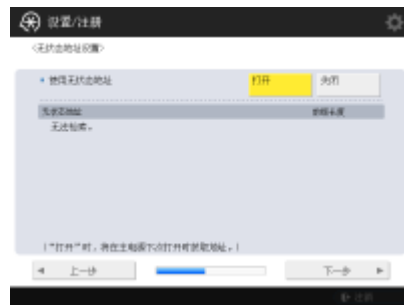 设置/注册
<无状态地址设置>
使用无状态地址
打开
关闭
无状态地址
前缀长度
无法检索。
"打开"时，将在主电源下次打开时获取地址。
上一步
下一步
注册